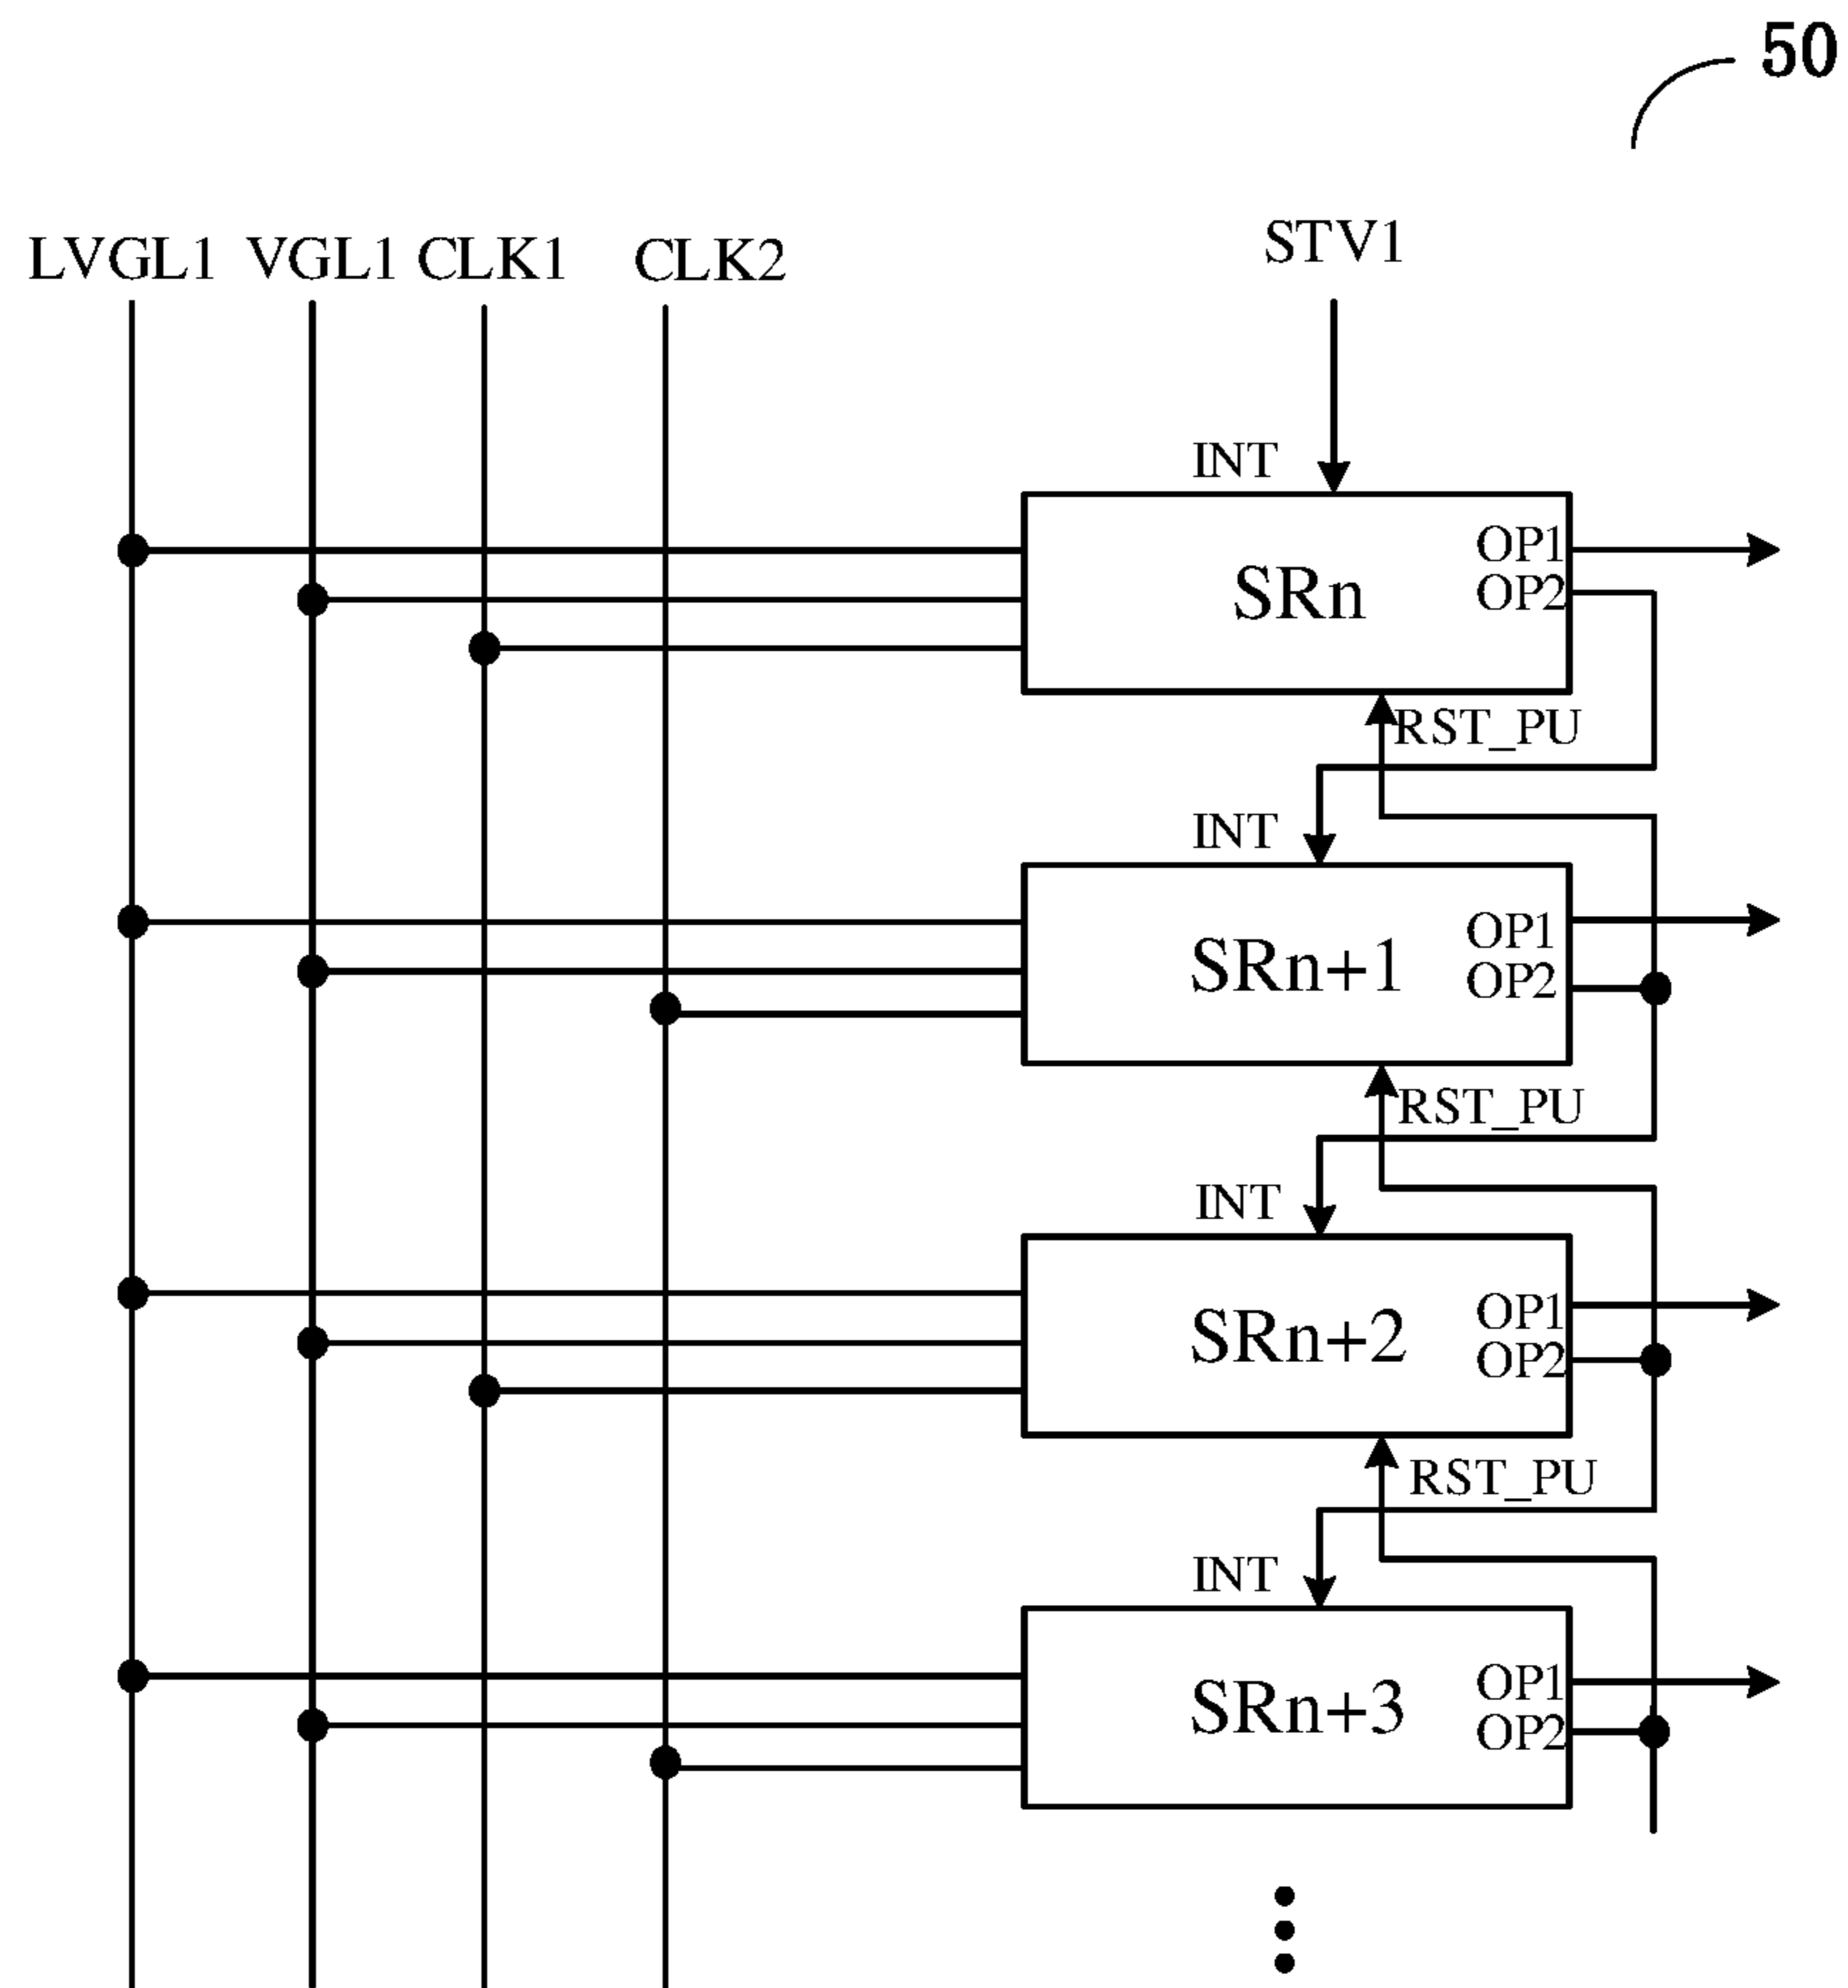 50
STV1
LVGL1 VGL1 CLK1 CLK2
INT
OP1
SRn
OP2
RST_PU
INT
OP1
SRn+1
OP2
RST_PU
INT
OP1
SRn+2
OP2
RST_PU
INT
OP1
SRn+3
OP2